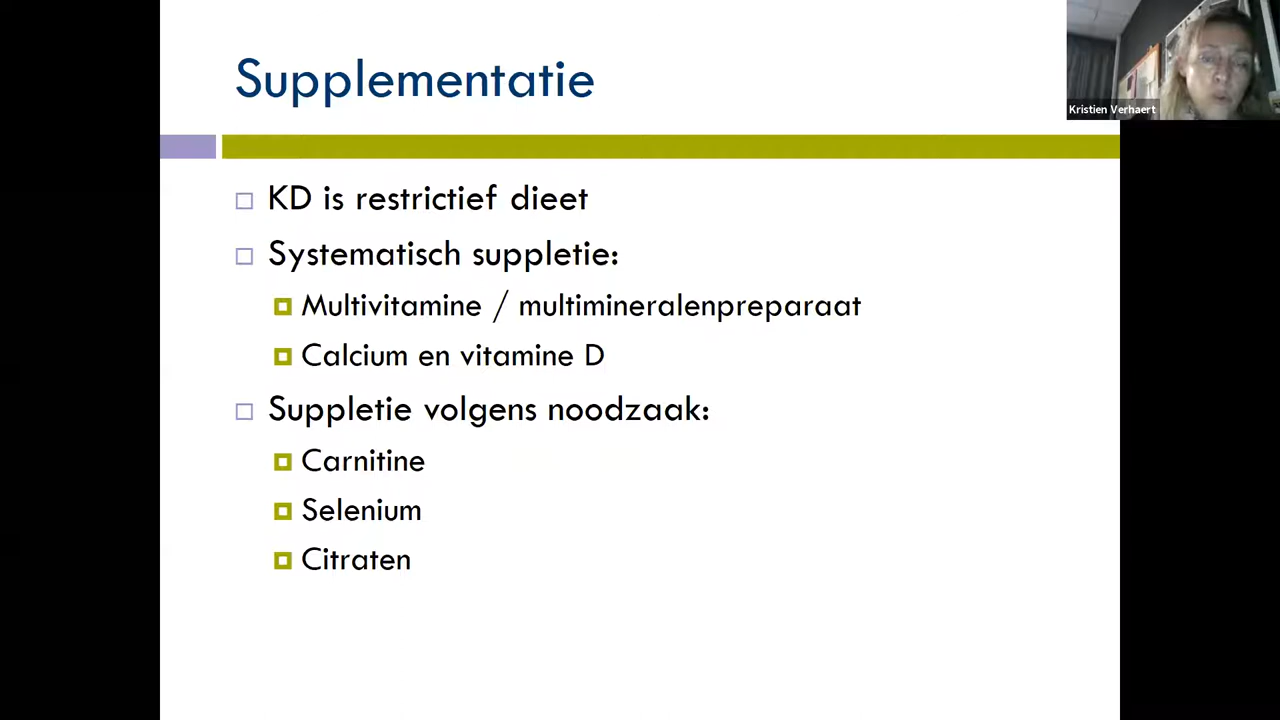 Supplementatie
Kristien Verhaert
KD is restrictief dieet
Systematisch suppletie:
Multivitamine / multimineralenpreparaat
Calcium en vitamine D
Suppletie volgens noodzaak:
Carnitine
Selenium
Citraten